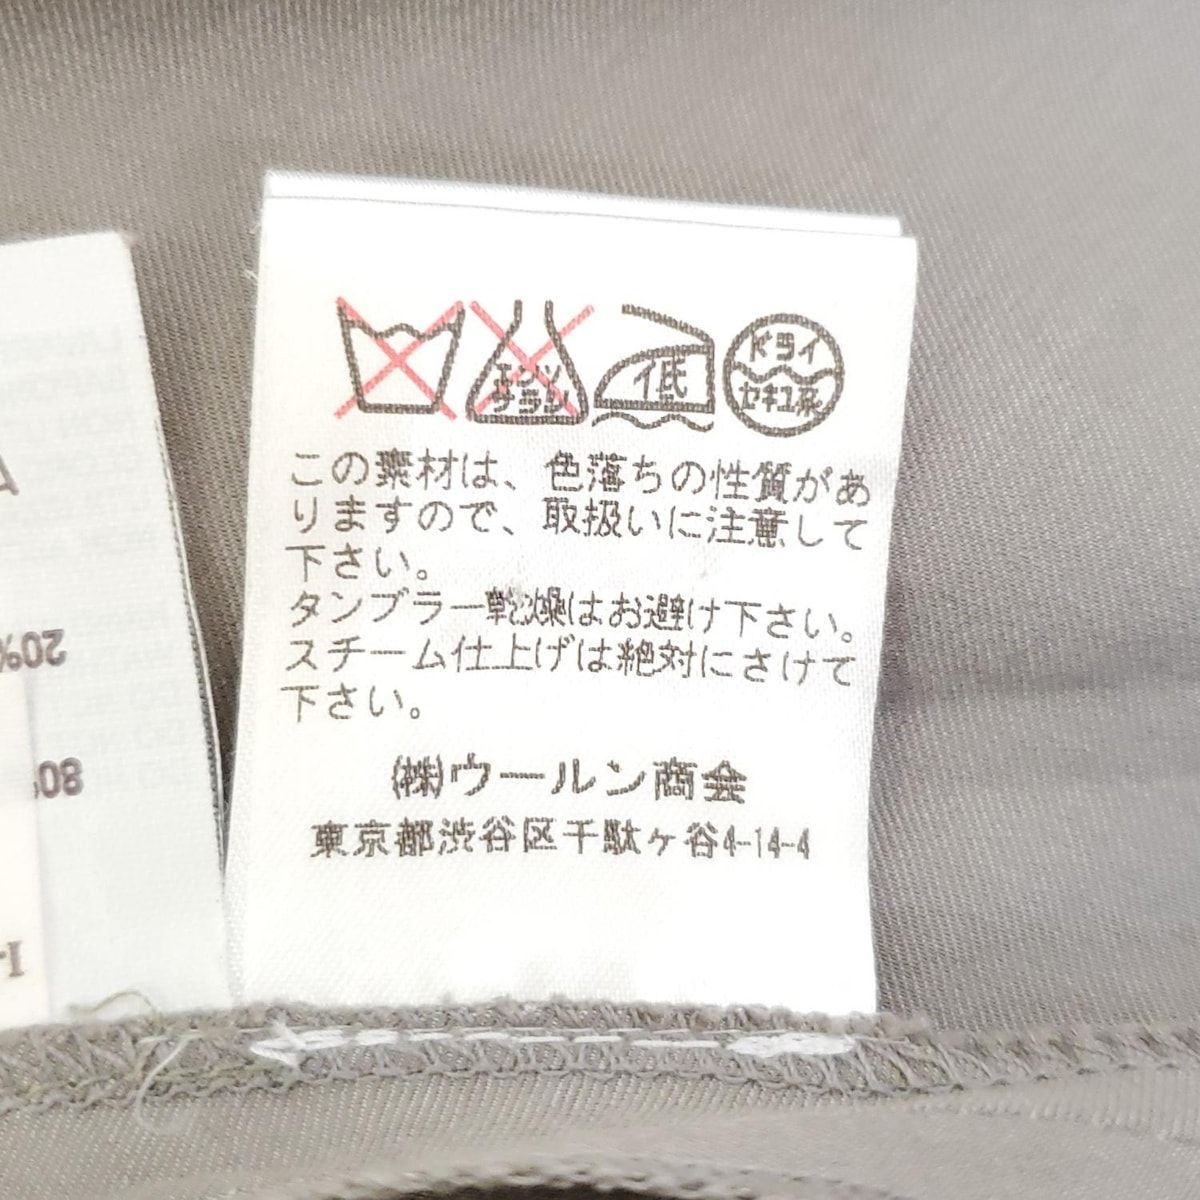 エンソ
サラシ
低
ドライ
セキユ系
この素材は、色落ちの性質があ
りますので、取扱いに注意して
下さい。
タンブラー乾燥はお避け下さい。
スチーム仕上げは絶対にさけて
下さい。
(株)ウールン商会
東京都渋谷区千駄ヶ谷4-14-4
20%
80%